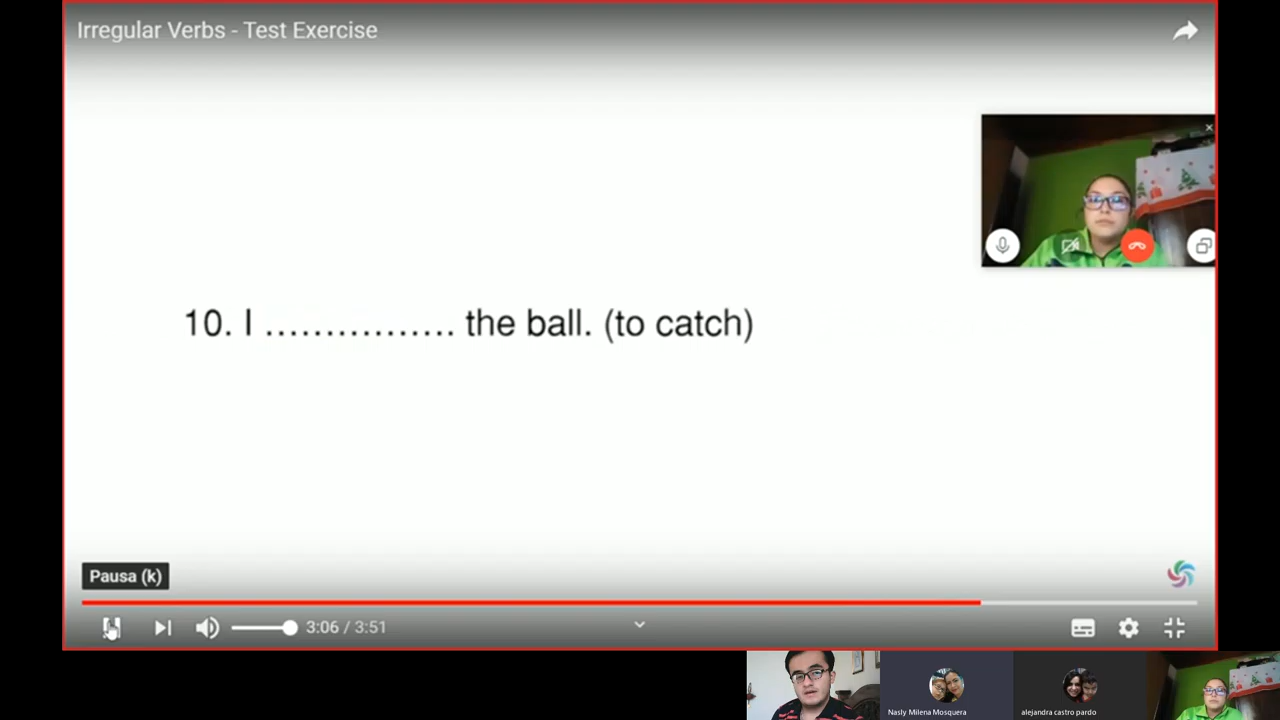 Irregular Verbs - Test Exercise
10. I ................ the ball. (to catch)
Pausa (k)
3:06 / 3:51
Nasly Milena Mosquera
alejandra castro pardo